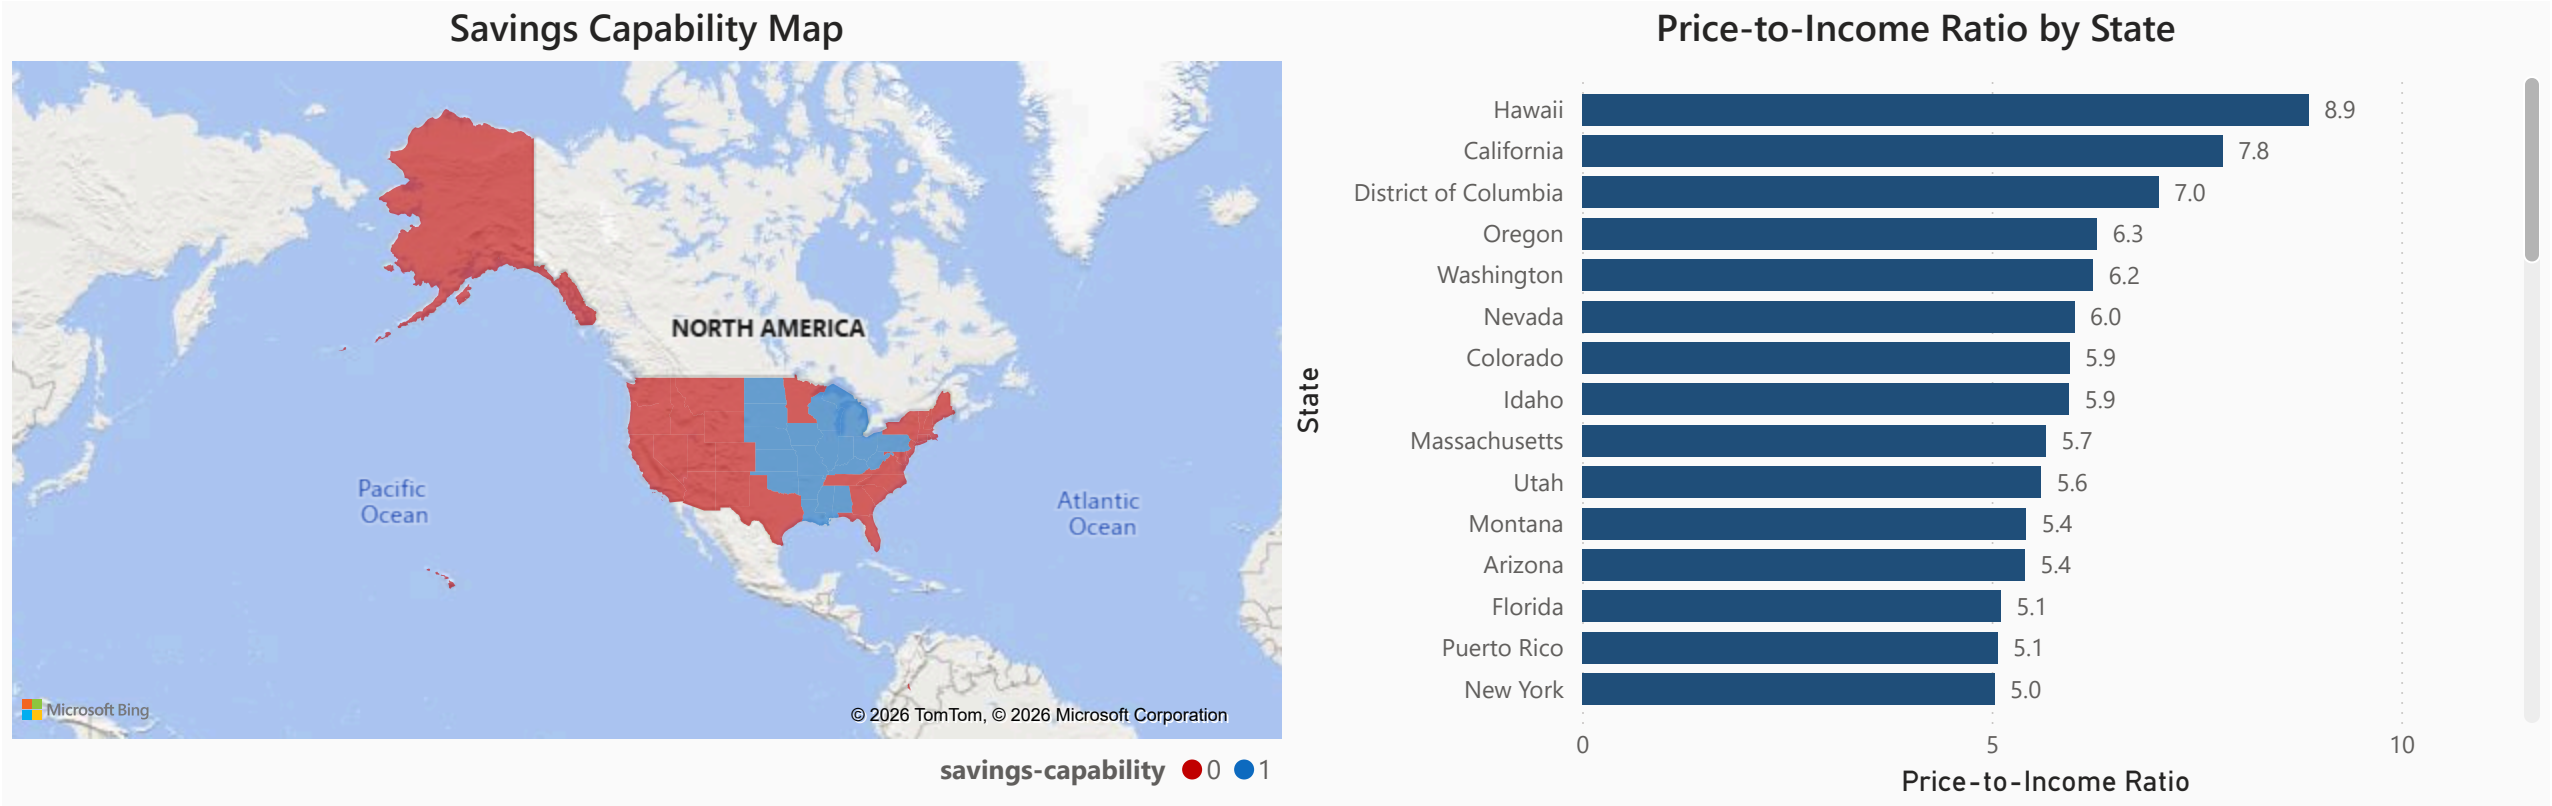 Savings Capability Map
NORTH AMERICA
Pacific
Ocean
Atlantic
Ocean
Microsoft Bing
© 2026 TomTom, © 2026 Microsoft Corporation
savings-capability 0 1
Price-to-Income Ratio by State
State
Hawaii 8.9
California 7.8
District of Columbia 7.0
Oregon 6.3
Washington 6.2
Nevada 6.0
Colorado 5.9
Idaho 5.9
Massachusetts 5.7
Utah 5.6
Montana 5.4
Arizona 5.4
Florida 5.1
Puerto Rico 5.1
New York 5.0
0 5 10
Price-to-Income Ratio